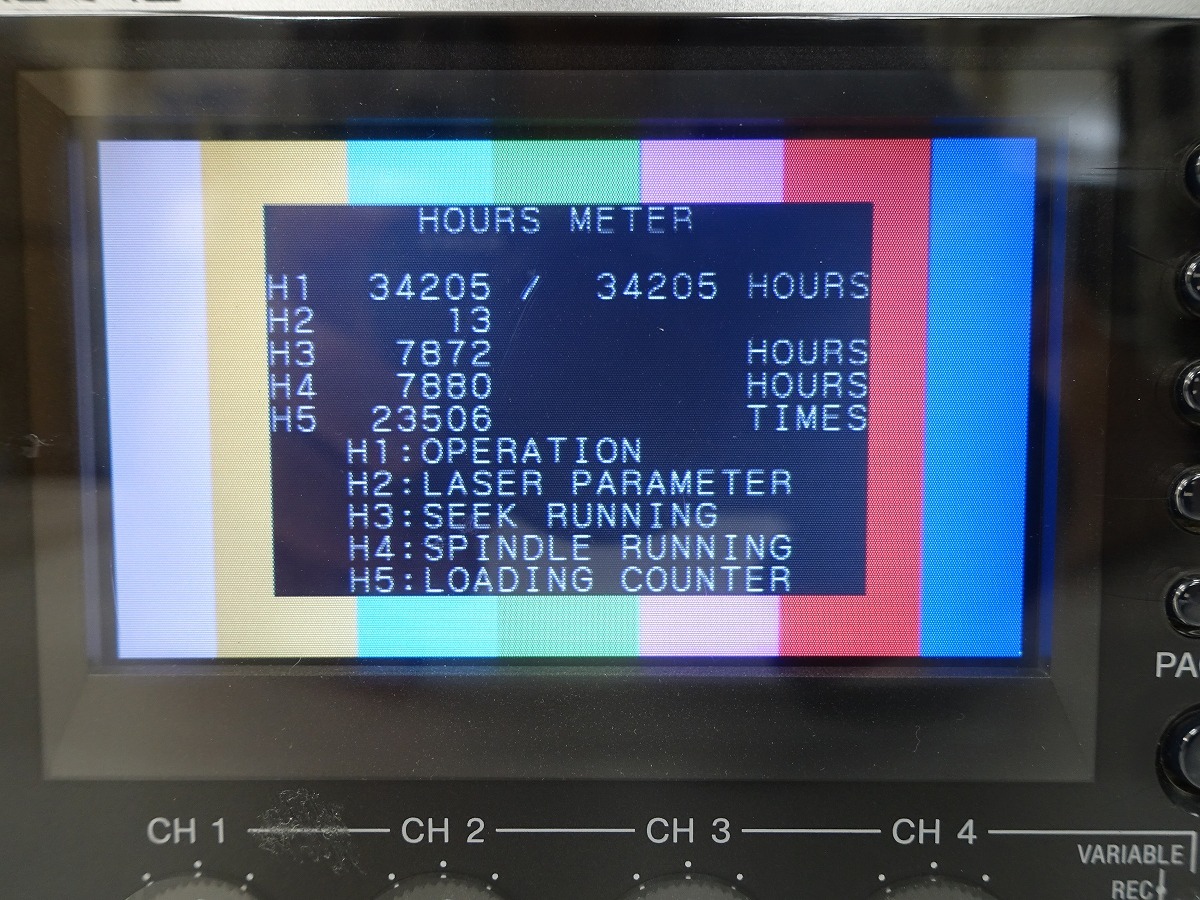 HOURS METER
H1 34205 / 34205 HOURS
H2 13
H3 7872 HOURS
H4 7880 HOURS
H5 23506 TIMES
H1:OPERATION
H2:LASER PARAMETER
H3:SEEK RUNNING
H4:SPINDLE RUNNING
H5:LOADING COUNTER
CH 1 CH 2 CH 3 CH 4
VARIABLE
REC